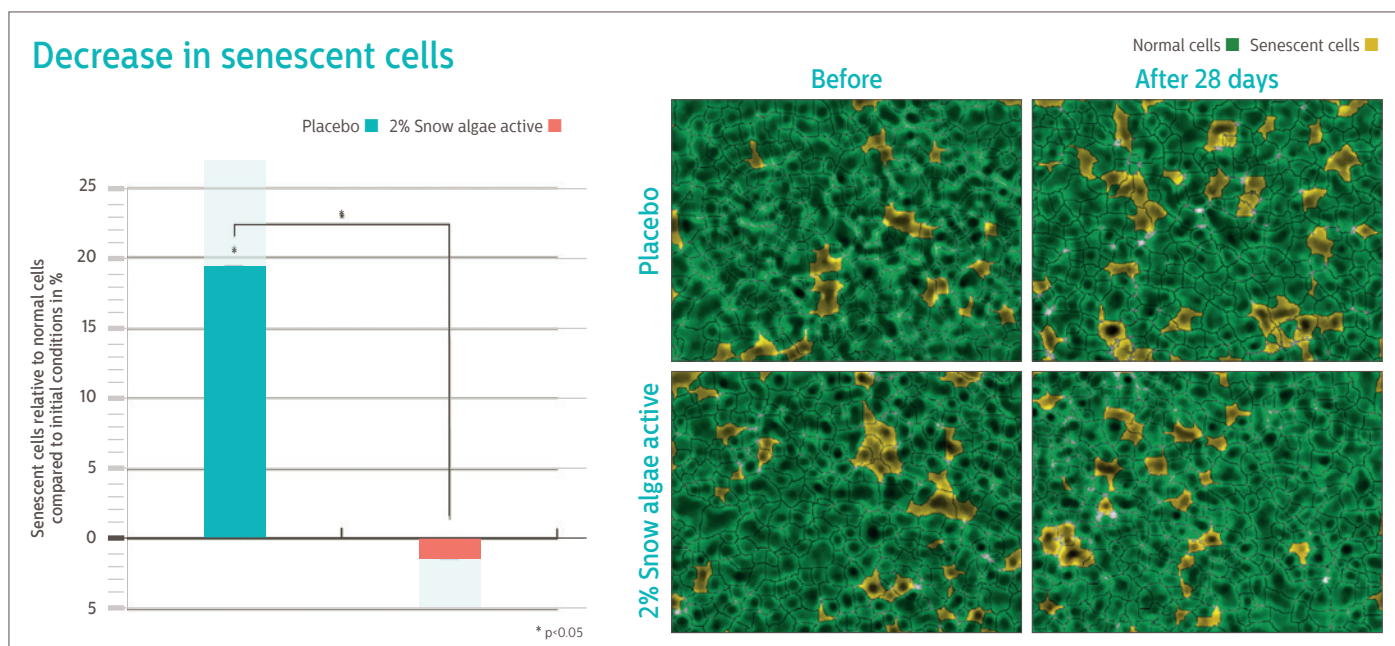 Decrease in senescent cells
Placebo 2% Snow algae active
Senescent cells relative to normal cells
compared to initial conditions in %
25
20
15
10
5
0
5
*
*
* p<0.05
Normal cells Senescent cells
Before After 28 days
Placebo
2% Snow algae active